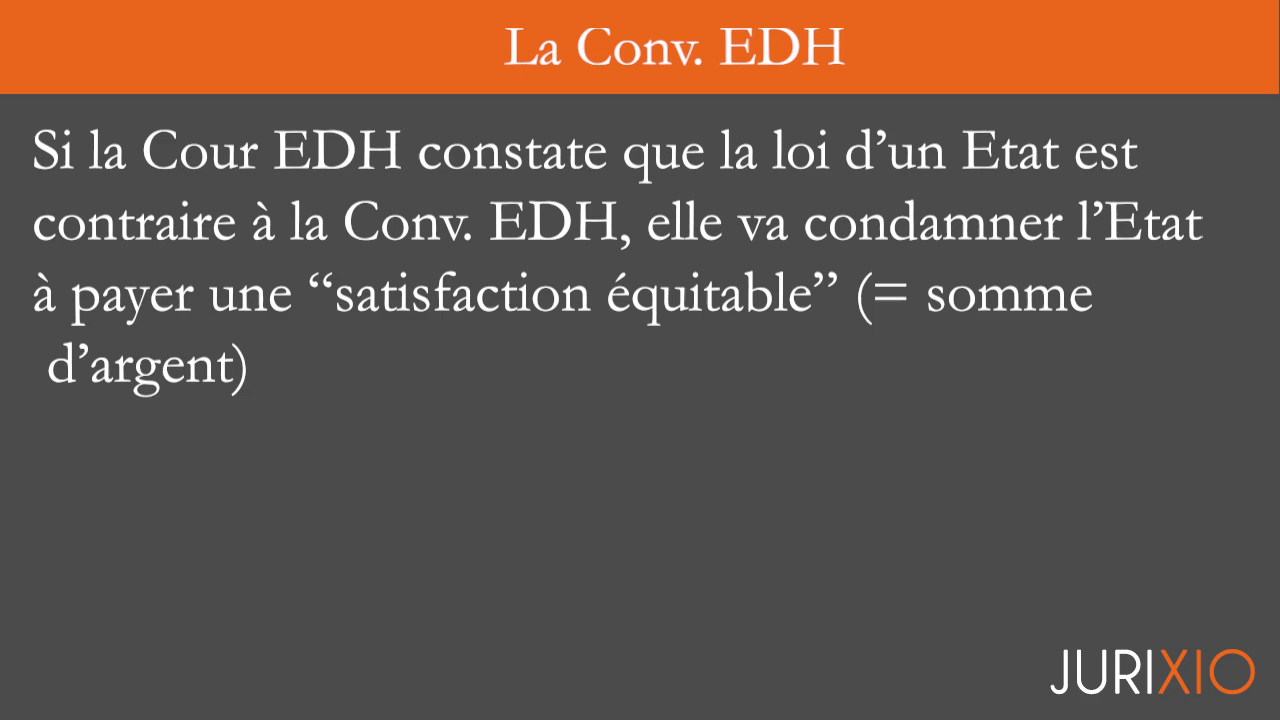 La Conv. EDH
Si la Cour EDH constate que la loi d’un Etat est
contraire à la Conv. EDH, elle va condamner l’Etat
à payer une “satisfaction équitable” (= somme
d’argent)
JURIXIO